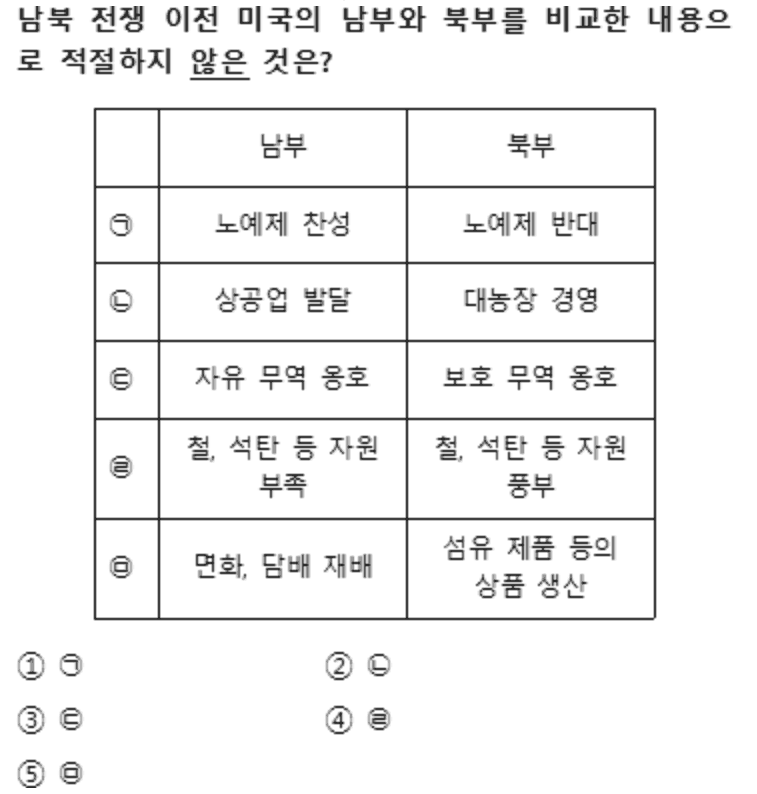 남북 전쟁 이전 미국의 남부와 북부를 비교한 내용으
로 적절하지 않은 것은?
남부 북부
㉠ 노예제 찬성 노예제 반대
㉡ 상공업 발달 대농장 경영
㉢ 자유 무역 옹호 보호 무역 옹호
㉣ 철, 석탄 등 자원 부족 철, 석탄 등 자원 풍부
㉤ 면화, 담배 재배 섬유 제품 등의 상품 생산
① ㉠ ② ㉡
③ ㉢ ④ ㉣
⑤ ㉤